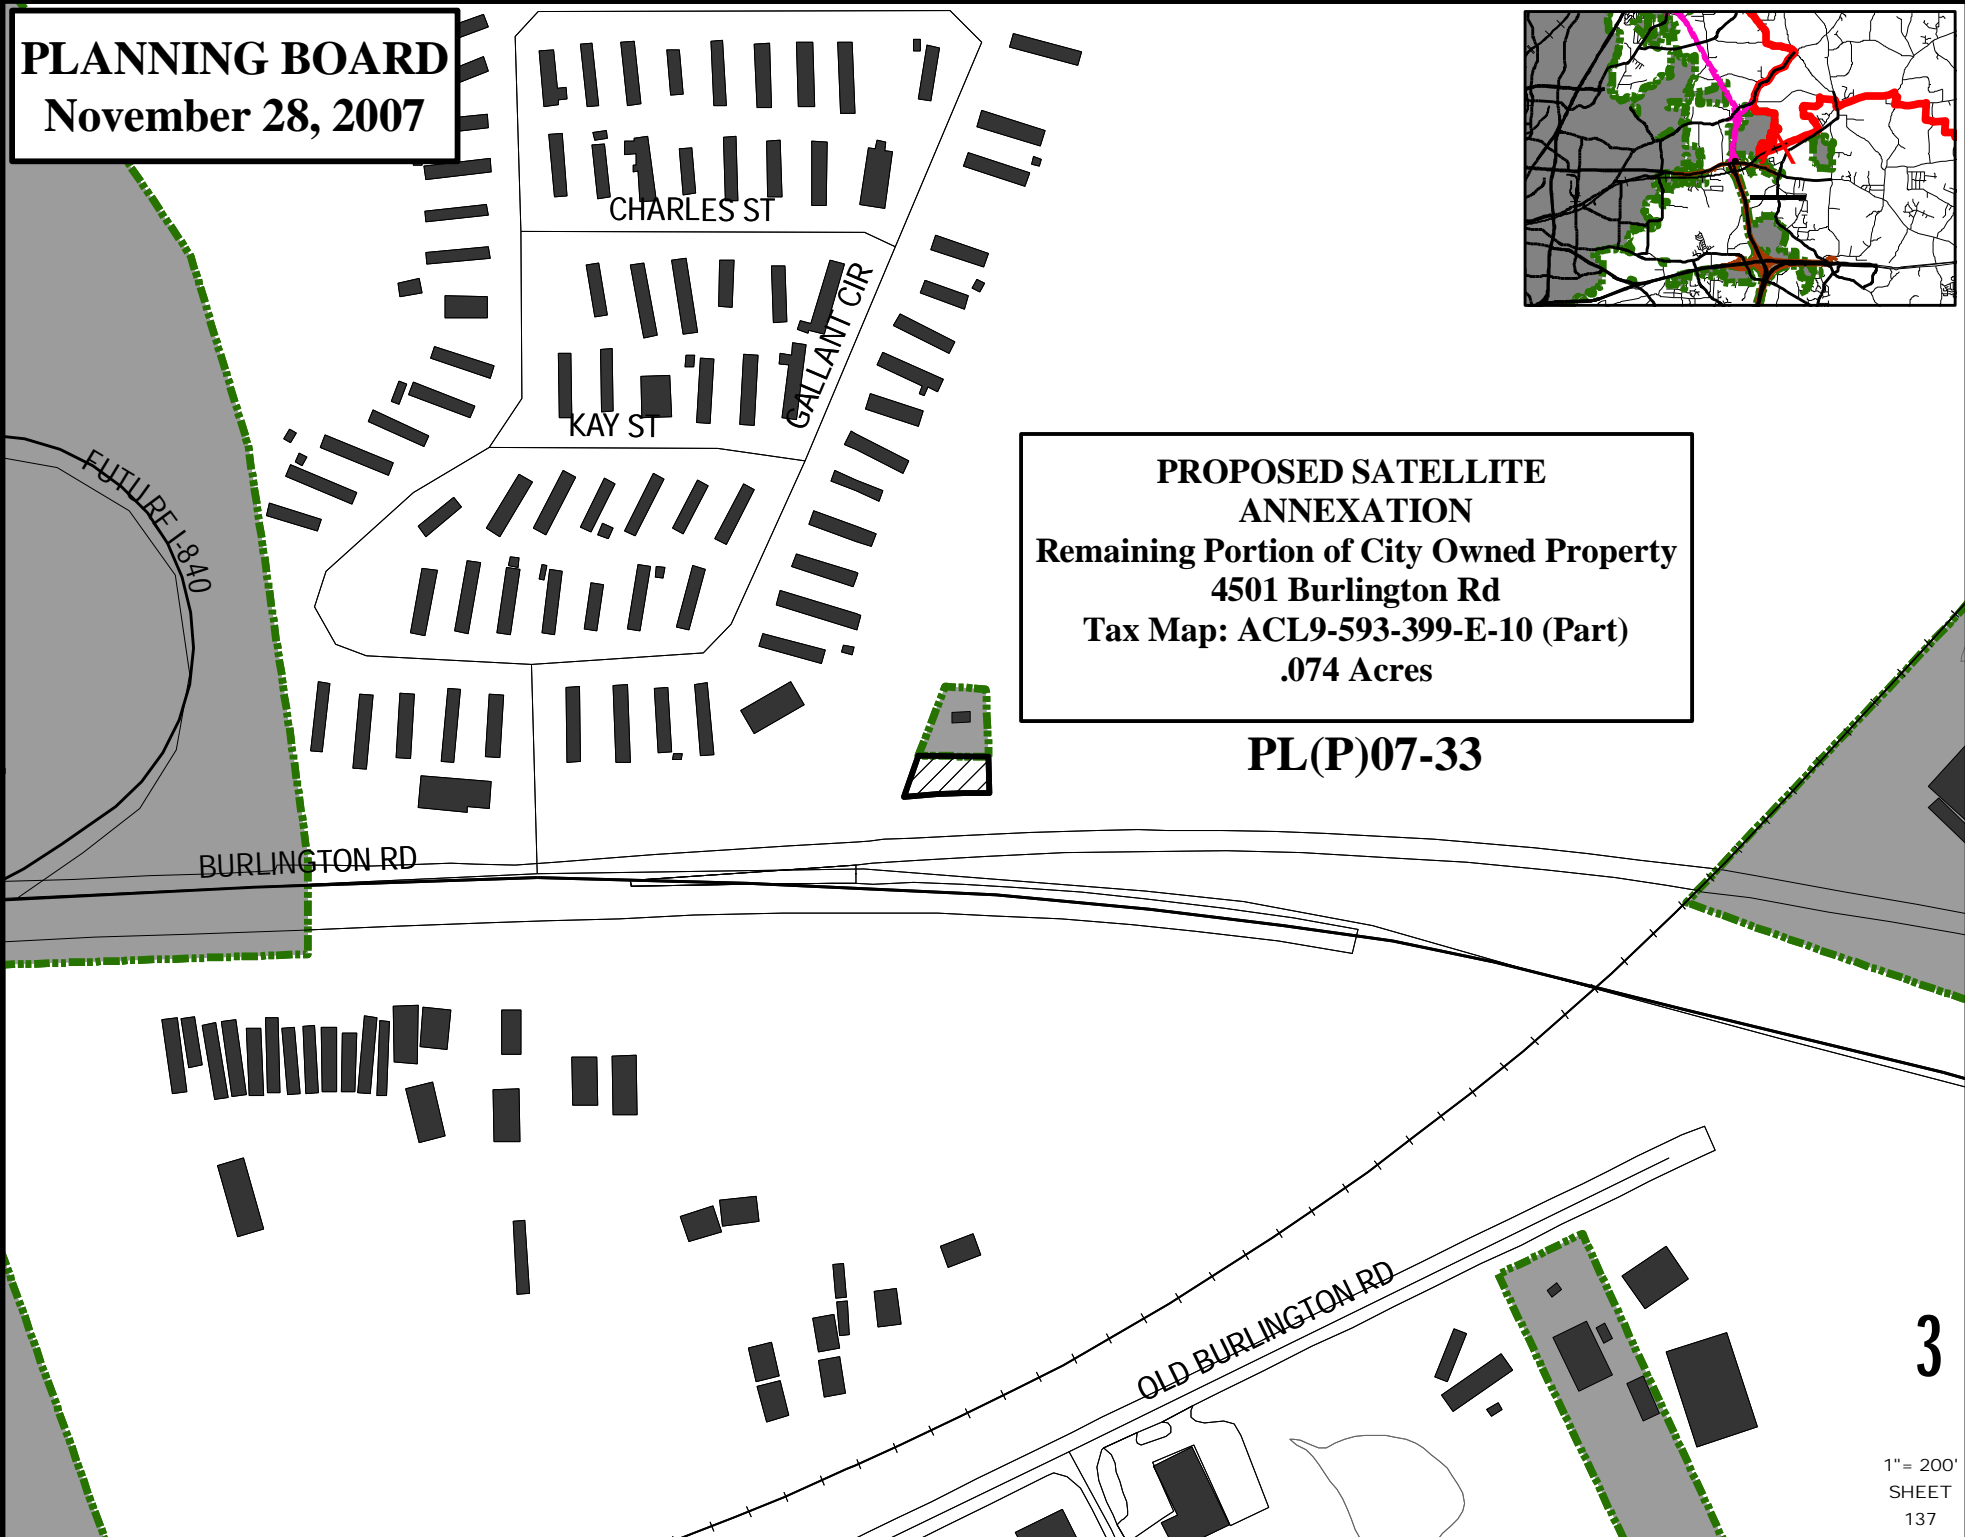 PLANNING BOARD
November 28, 2007
CHARLES ST
GALLANT CIR
KAY ST
FUTURE I-840
PROPOSED SATELLITE
ANNEXATION
Remaining Portion of City Owned Property
4501 Burlington Rd
Tax Map: ACL9-593-399-E-10 (Part)
.074 Acres
PL(P)07-33
BURLINGTON RD
OLD BURLINGTON RD
3
1"= 200'
SHEET
137